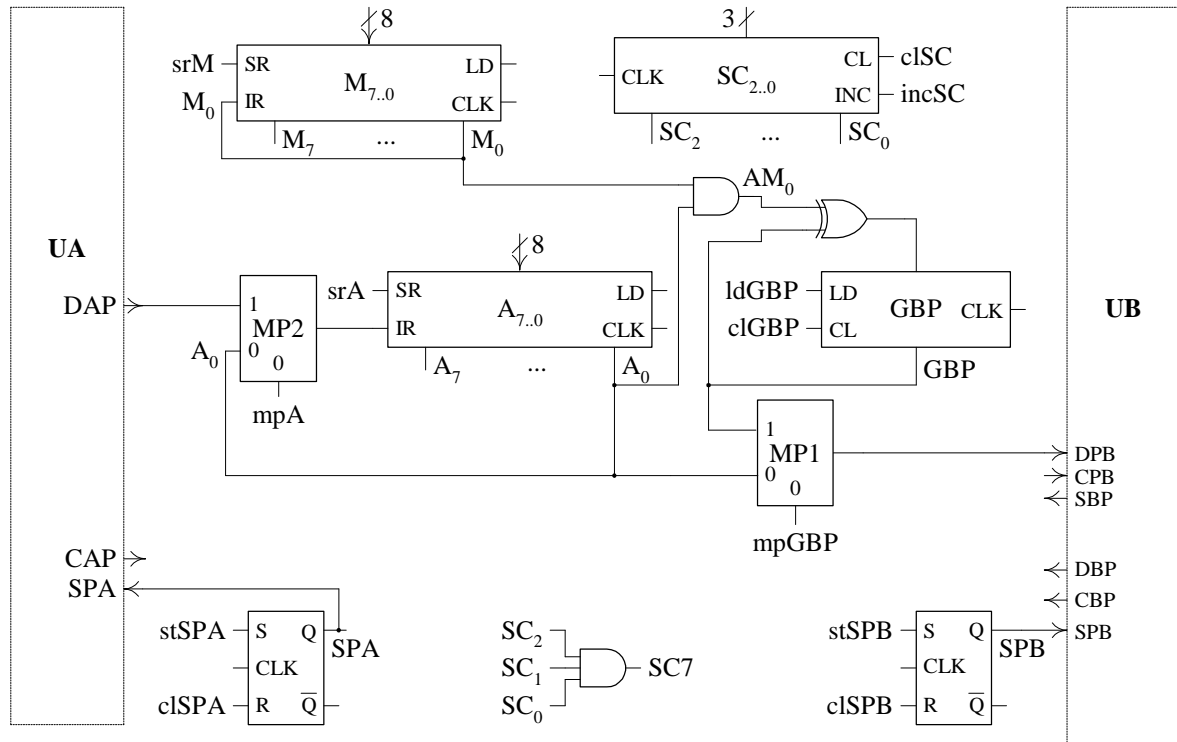 8
3
srM
SR
LD
M₇..₀
M₀
IR
CLK
M₇
...
M₀
CLK
SC₂..₀
CL
clSC
INC
incSC
SC₂
...
SC₀
AM₀
UA
8
DAP
1
MP2
0
0
A₀
mpA
srA
SR
LD
A₇..₀
IR
CLK
A₇
...
A₀
ldGBP
LD
GBP
CLK
clGBP
CL
GBP
UB
1
MP1
0
0
mpGBP
DPB
CPB
SBP
CAP
SPA
DBP
CBP
SPB
stSPA
S
Q
SPA
CLK
clSPA
R
Q̅
SC₂
SC₁
SC₀
SC7
stSPB
S
Q
SPB
CLK
clSPB
R
Q̅